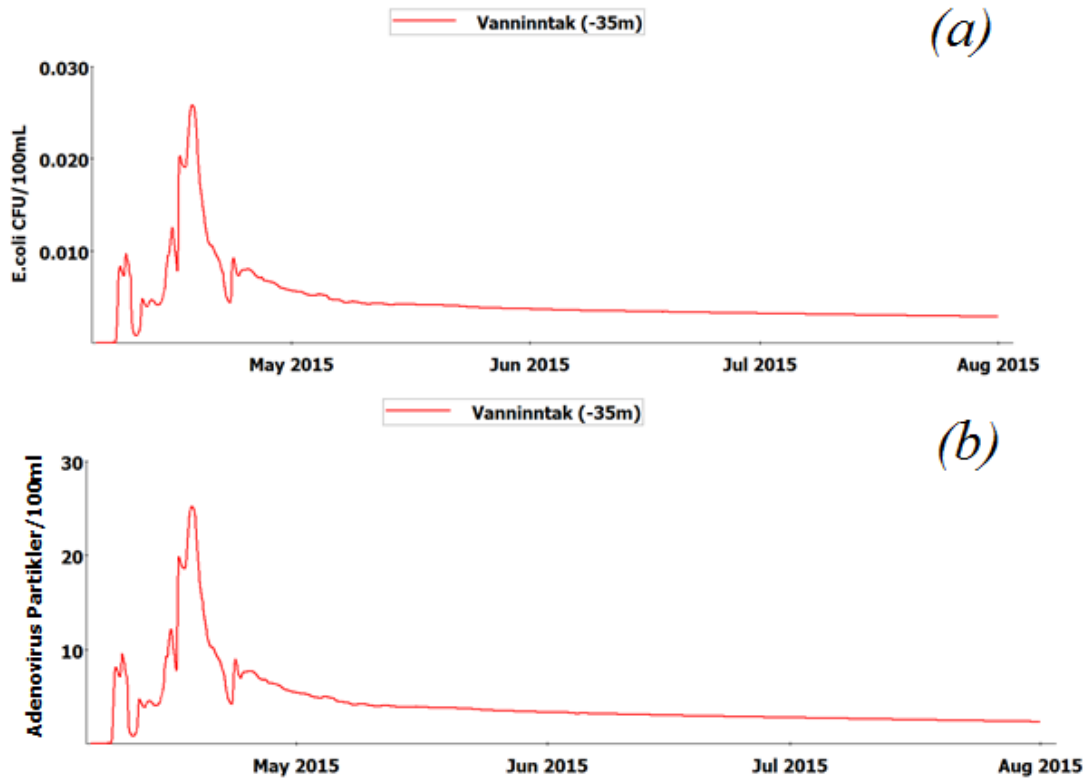 Vanninntak (-35m)
(a)
E.coli CFU/100mL
0.030
0.020
0.010
May 2015
Jun 2015
Jul 2015
Aug 2015
Vanninntak (-35m)
(b)
Adenovirus Partikler/100ml
30
20
10
May 2015
Jun 2015
Jul 2015
Aug 2015